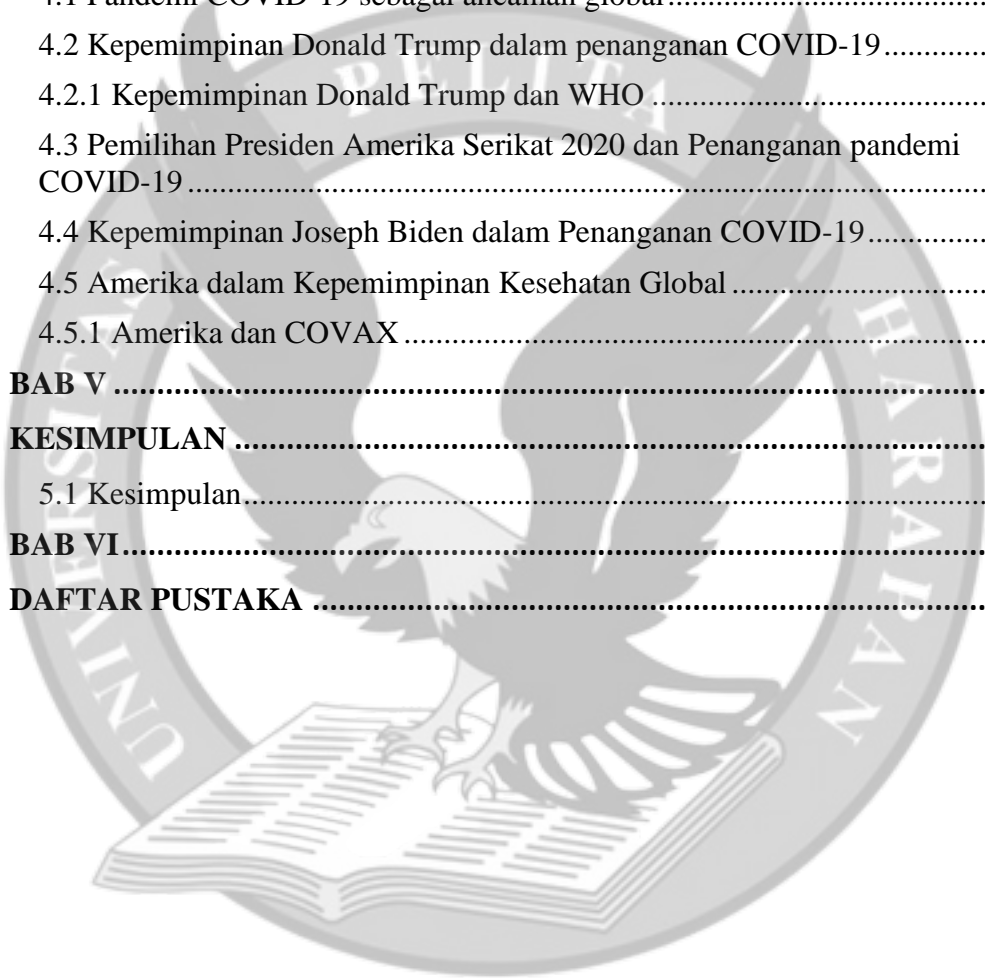 4.1 Pandemi COVID-19 sebagai ancaman global..............................
4.2 Kepemimpinan Donald Trump dalam penanganan COVID-19..............
4.2.1 Kepemimpinan Donald Trump dan WHO ..............................
4.3 Pemilihan Presiden Amerika Serikat 2020 dan Penanganan pandemi
COVID-19..............................
4.4 Kepemimpinan Joseph Biden dalam Penanganan COVID-19..............
4.5 Amerika dalam Kepemimpinan Kesehatan Global ..............................
4.5.1 Amerika dan COVAX ..............................
BAB V ..............................
KESIMPULAN ..............................
5.1 Kesimpulan..............................
BAB VI..............................
DAFTAR PUSTAKA ..............................
UNIVERSITAS PELITA HARAPAN